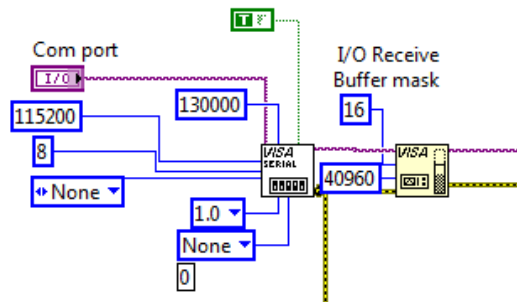 T F
Com port
I/O
I/O Receive
Buffer mask
130000
16
115200
8
VISA
SERIAL
VISA
None
40960
1.0
None
0